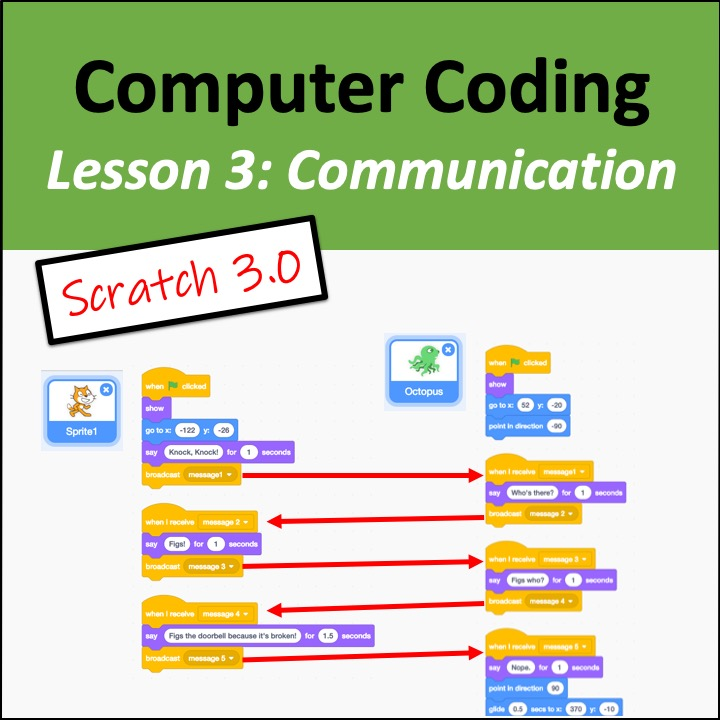 Computer Coding
Lesson 3: Communication
Scratch 3.0
Sprite1
when clicked
show
go to x: -122 y: -26
say Knock, Knock! for 1 seconds
broadcast message1
when I receive message 2
say Figs! for 1 seconds
broadcast message 3
when I receive message 4
say Figs the doorbell because it's broken! for 1.5 seconds
broadcast message 5
Octopus
when clicked
show
go to x: 52 y: -20
point in direction -90
when I receive message1
say Who's there? for 1 seconds
broadcast message 2
when I receive message 3
say Figs who? for 1 seconds
broadcast message 4
when I receive message 5
say Nope. for 1 seconds
point in direction 90
glide 0.5 secs to x: 370 y: -10